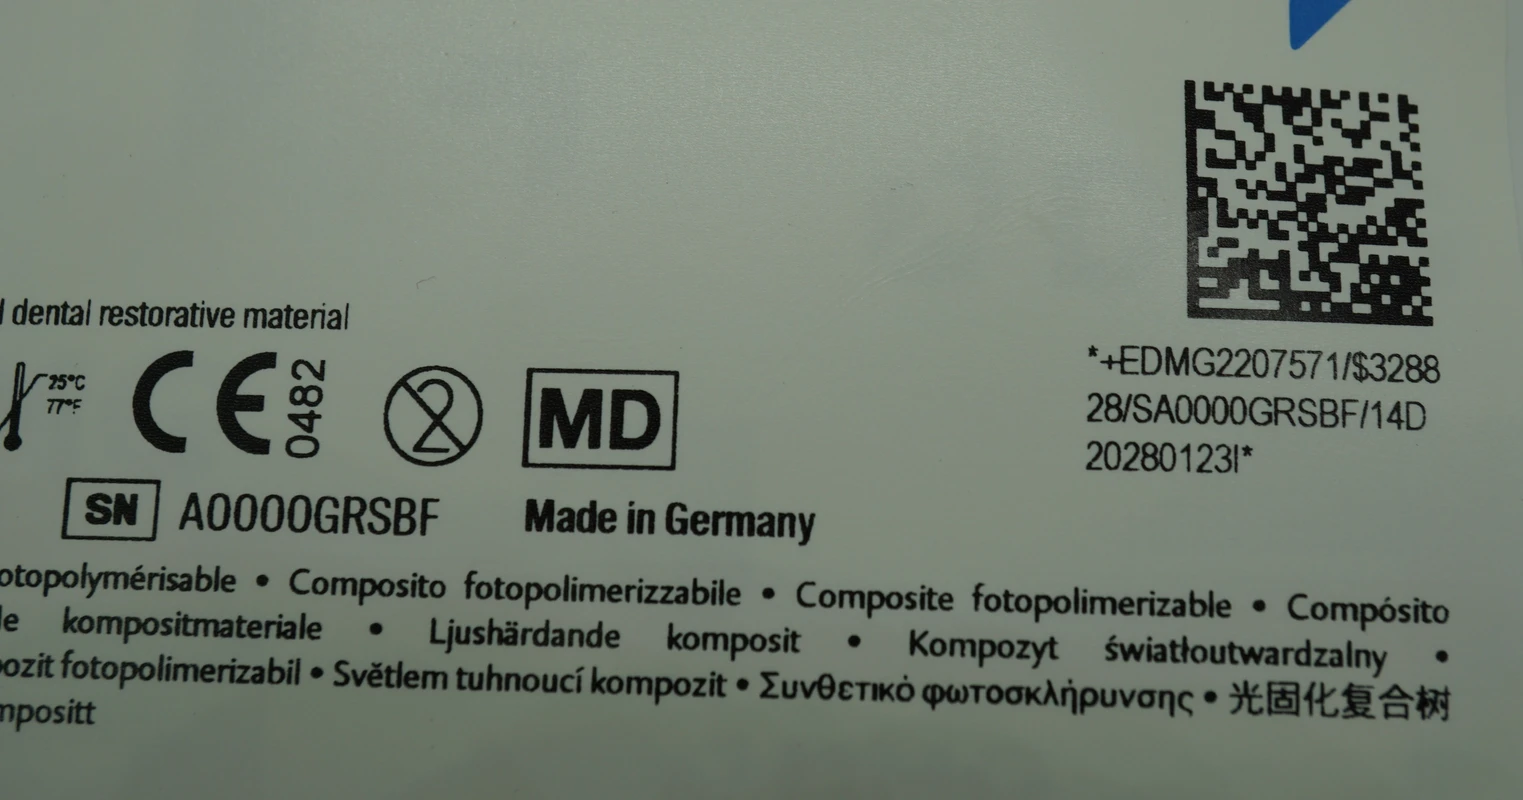 dental restorative material
25°C
77°F
CE
0482
2
MD
*+EDMG2207571/$3288
28/SA0000GRSBF/14D
20280123I*
SN A0000GRSBF
Made in Germany
otopolymérisable • Composito fotopolimerizzabile • Composite fotopolimerizable • Compósito
le kompositmateriale • Ljushärdande komposit • Kompozyt światłoutwardzalny •
ozit fotopolimerizabil • Světlem tuhnoucí kompozit • Συνθετικό φωτοσκλήρυνσης • 光固化复合树
mpositt